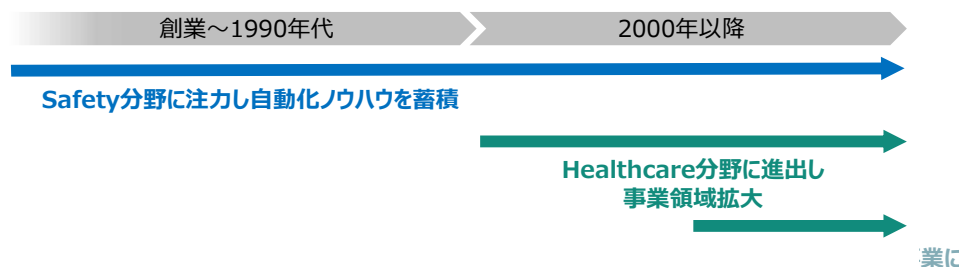 創業～1990年代
2000年以降
Safety分野に注力し自動化ノウハウを蓄積
Healthcare分野に進出し
事業領域拡大
業に